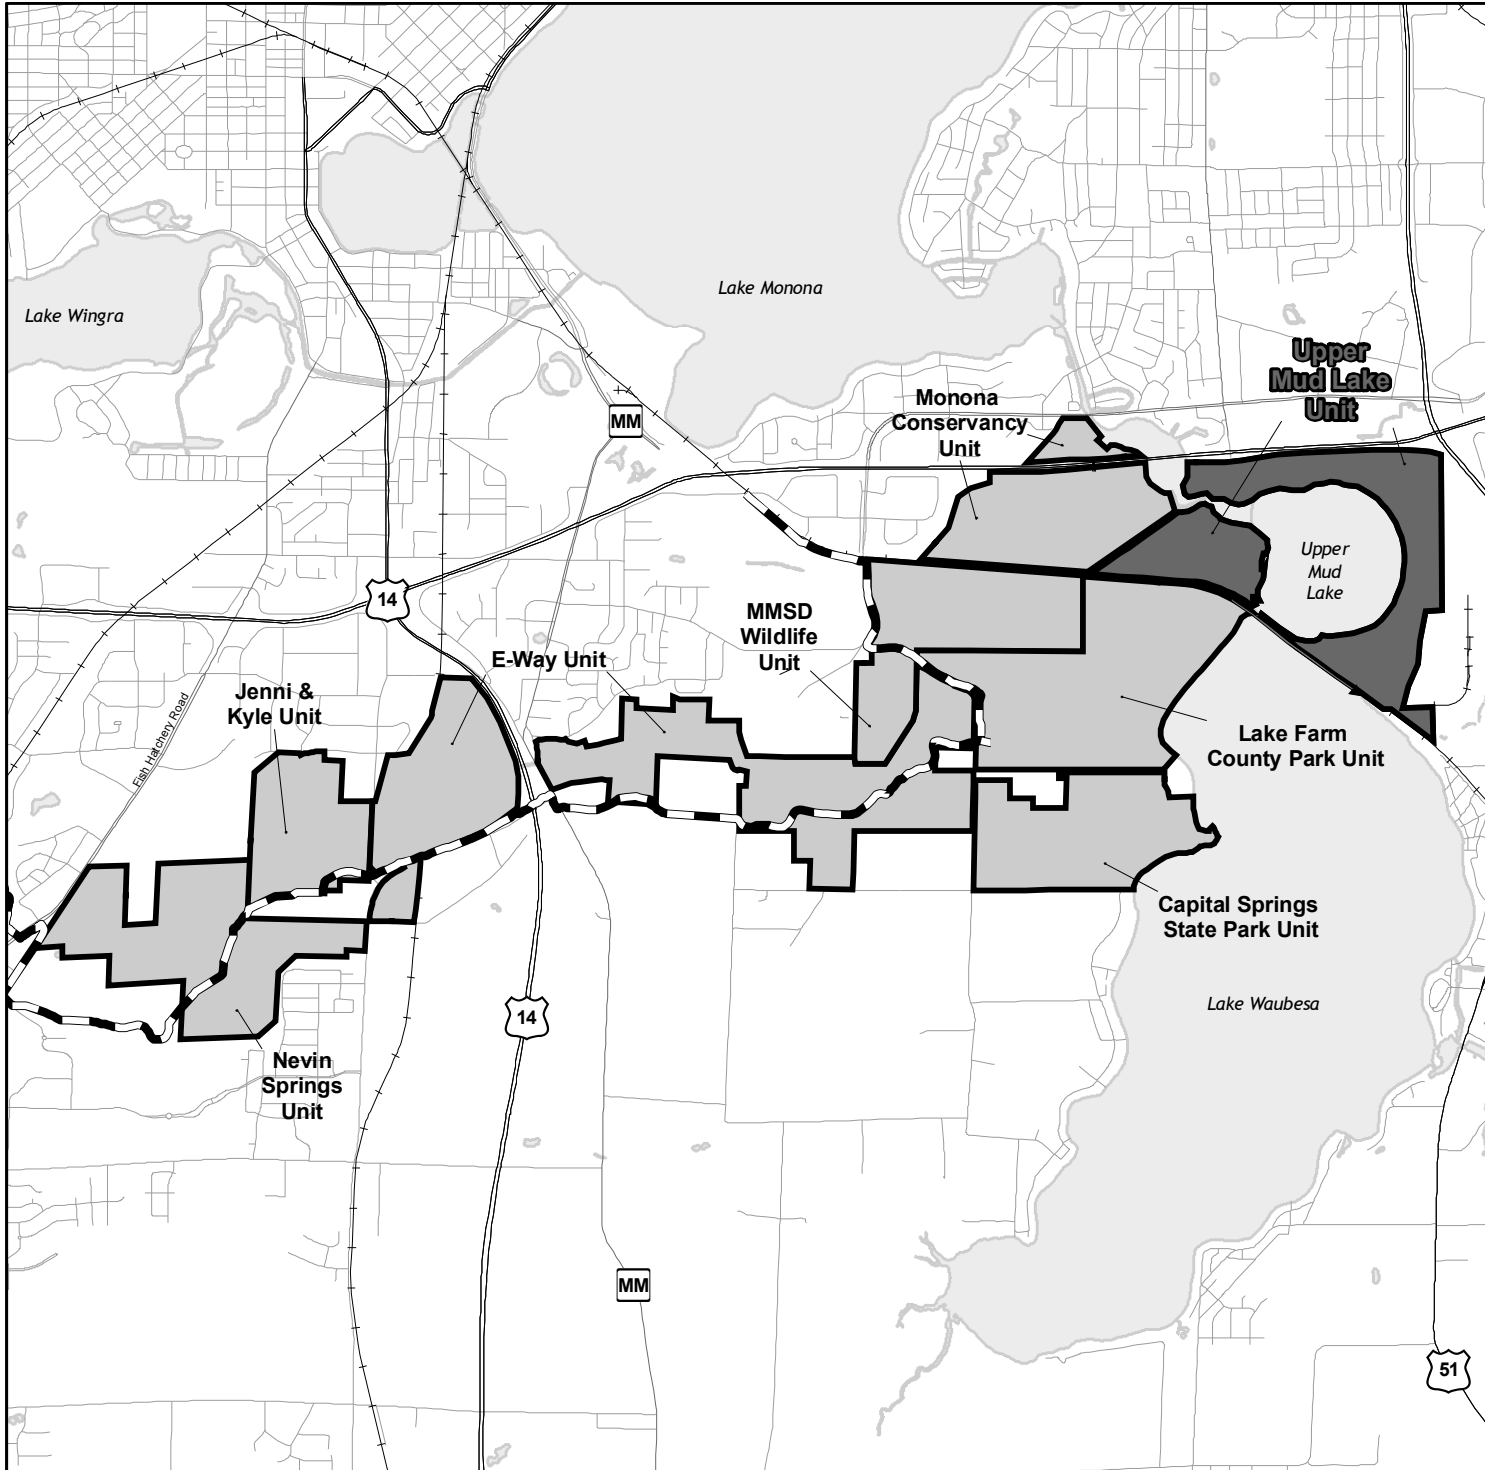 Lake Monona
Lake Wingra
Upper
Mud Lake
Unit
Monona
Conservancy
Unit
MM
Upper
Mud
Lake
14
MMSD
Wildlife
Unit
E-Way Unit
Jenni &
Kyle Unit
Fish Hatchery Road
Lake Farm
County Park Unit
Capital Springs
State Park Unit
Lake Waubesa
14
Nevin
Springs
Unit
MM
51